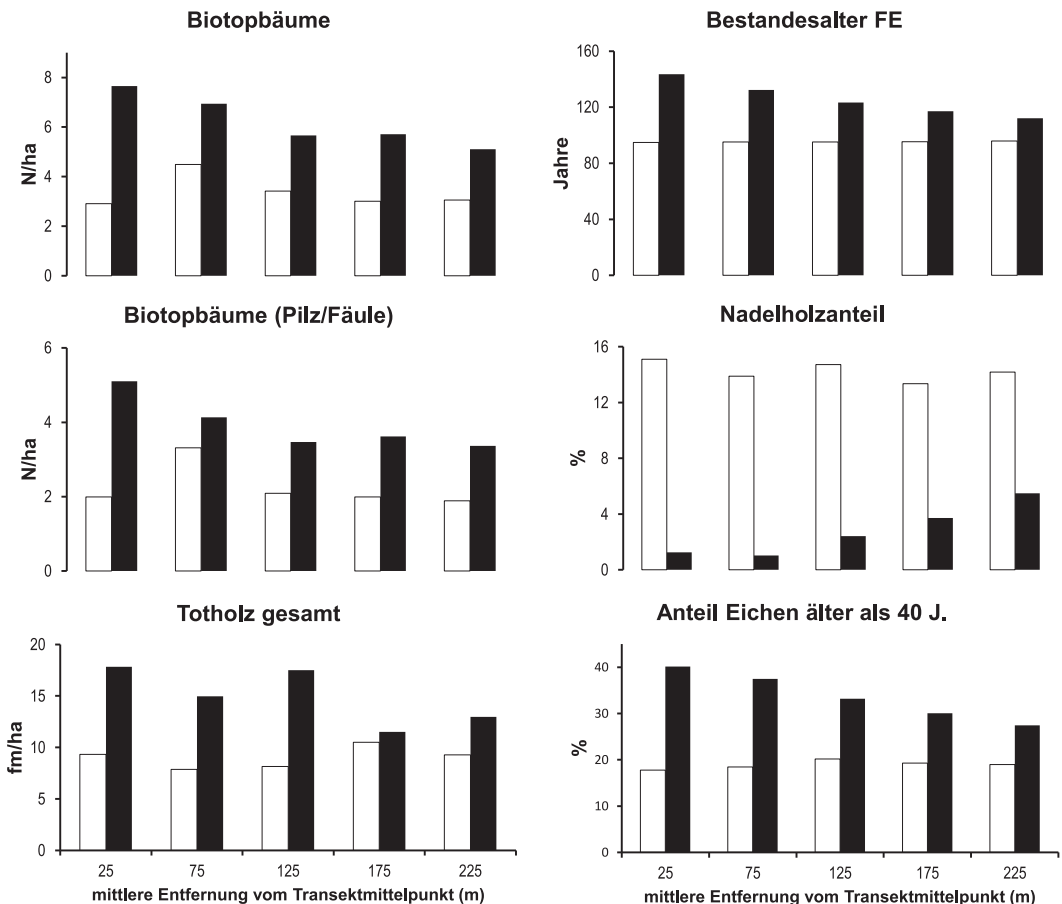 Biotopbäume
N/ha
8
6
4
2
0
Bestandesalter FE
Jahre
160
120
80
40
0
Biotopbäume (Pilz/Fäule)
N/ha
6
4
2
0
Nadelholzanteil
%
16
12
8
4
0
Totholz gesamt
fm/ha
20
15
10
5
0
25 75 125 175 225
mittlere Entfernung vom Transektmittelpunkt (m)
Anteil Eichen älter als 40 J.
%
40
30
20
10
0
25 75 125 175 225
mittlere Entfernung vom Transektmittelpunkt (m)